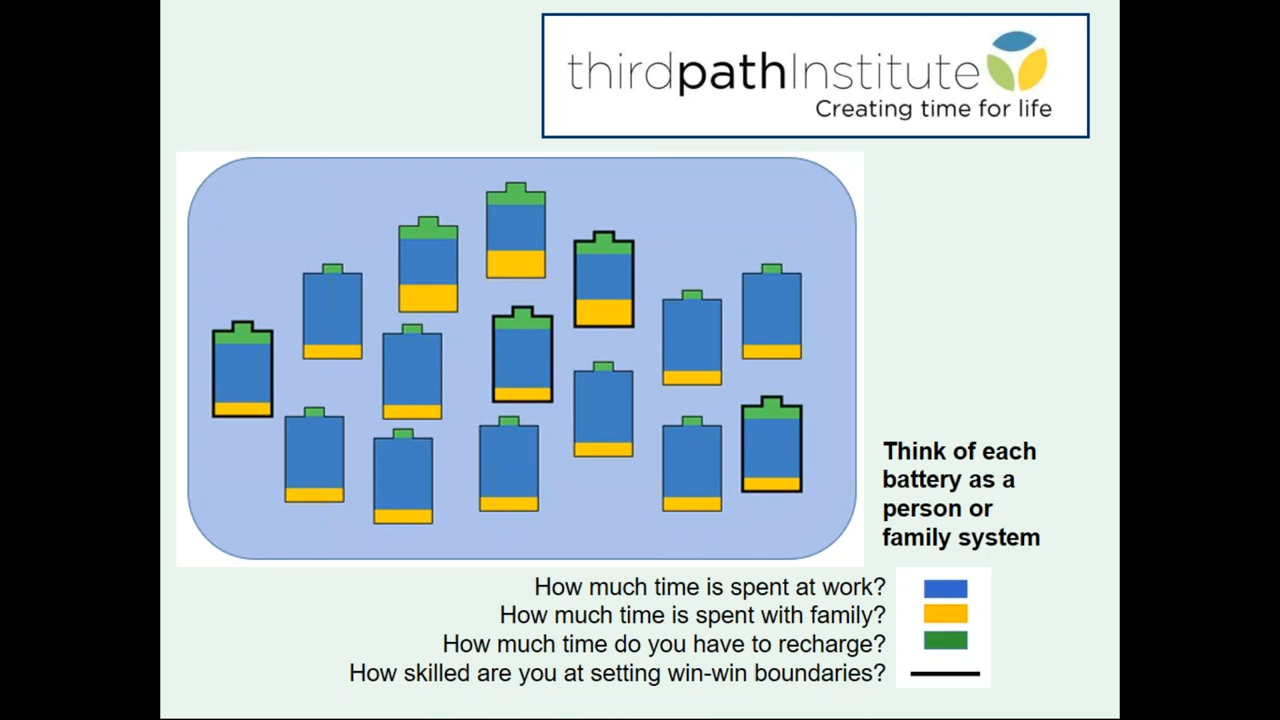 thirdpathInstitute
Creating time for life
Think of each
battery as a
person or
family system
How much time is spent at work?
How much time is spent with family?
How much time do you have to recharge?
How skilled are you at setting win-win boundaries?